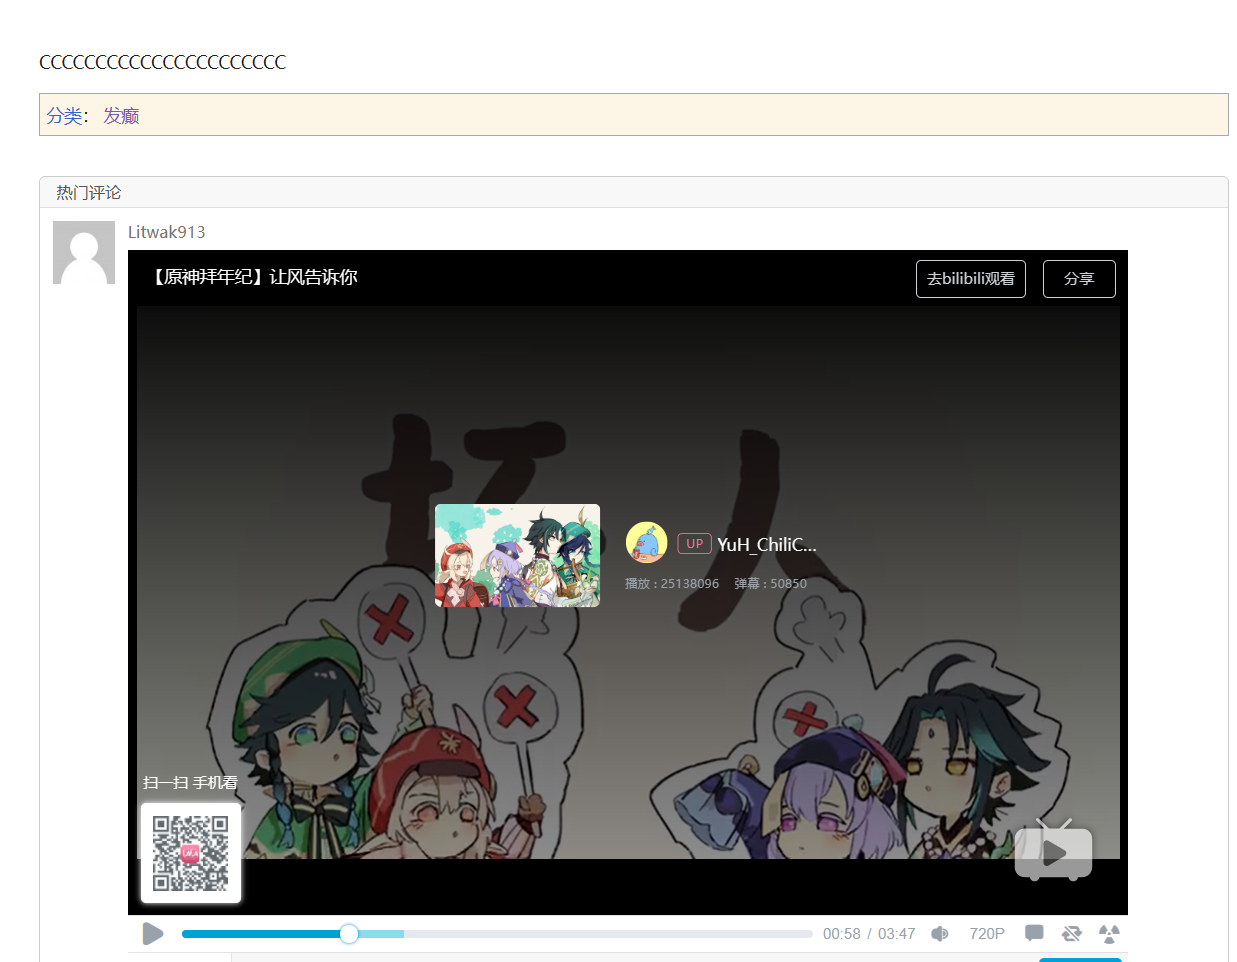 CCCCCCCCCCCCCCCCCCCCCC
分类： 发癫
热门评论
Litwak913
【原神拜年纪】让风告诉你
去bilibili观看
分享
坏人
UP YuH_ChiliC...
播放 : 25138096 弹幕 : 50850
扫一扫 手机看
00:58 / 03:47
720P